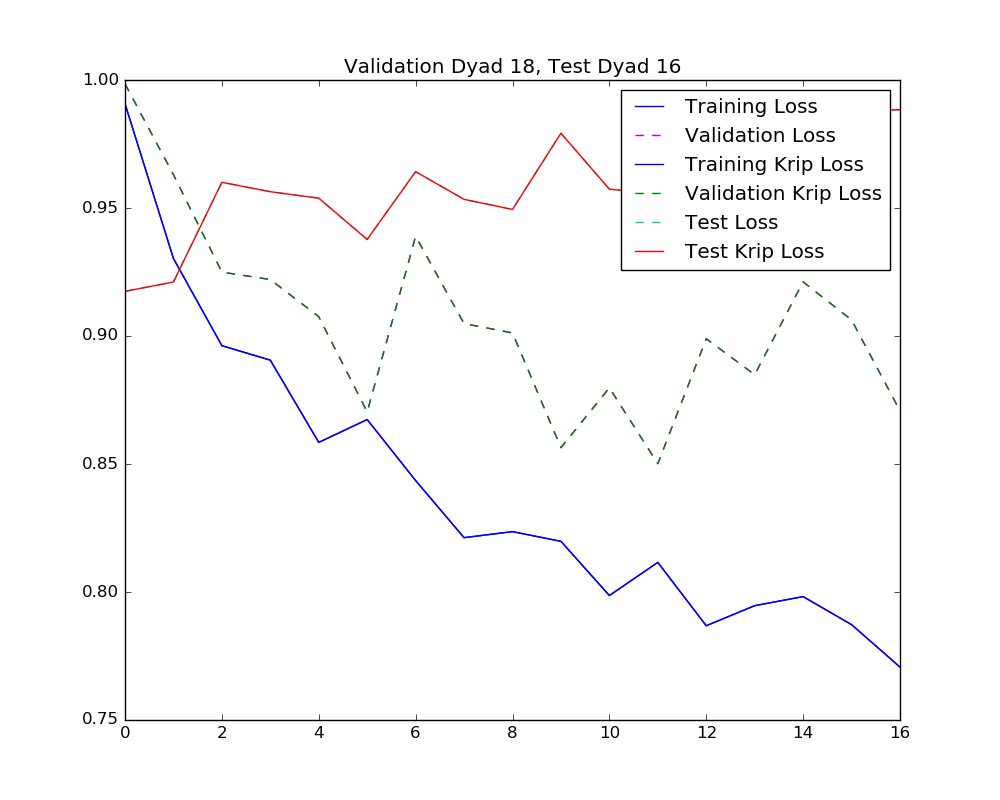 Validation Dyad 18, Test Dyad 16
1.00
0.95
0.90
0.85
0.80
0.75
0
2
4
6
8
10
12
14
16
Training Loss
Validation Loss
Training Krip Loss
Validation Krip Loss
Test Loss
Test Krip Loss